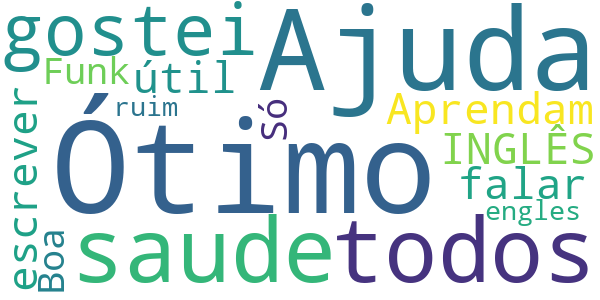 gostei
Ajuda
Funk
útil
ruim
Só
Aprendam
Ótimo
INGLÊS
escrever
falar
engles
Boa
saude
todos